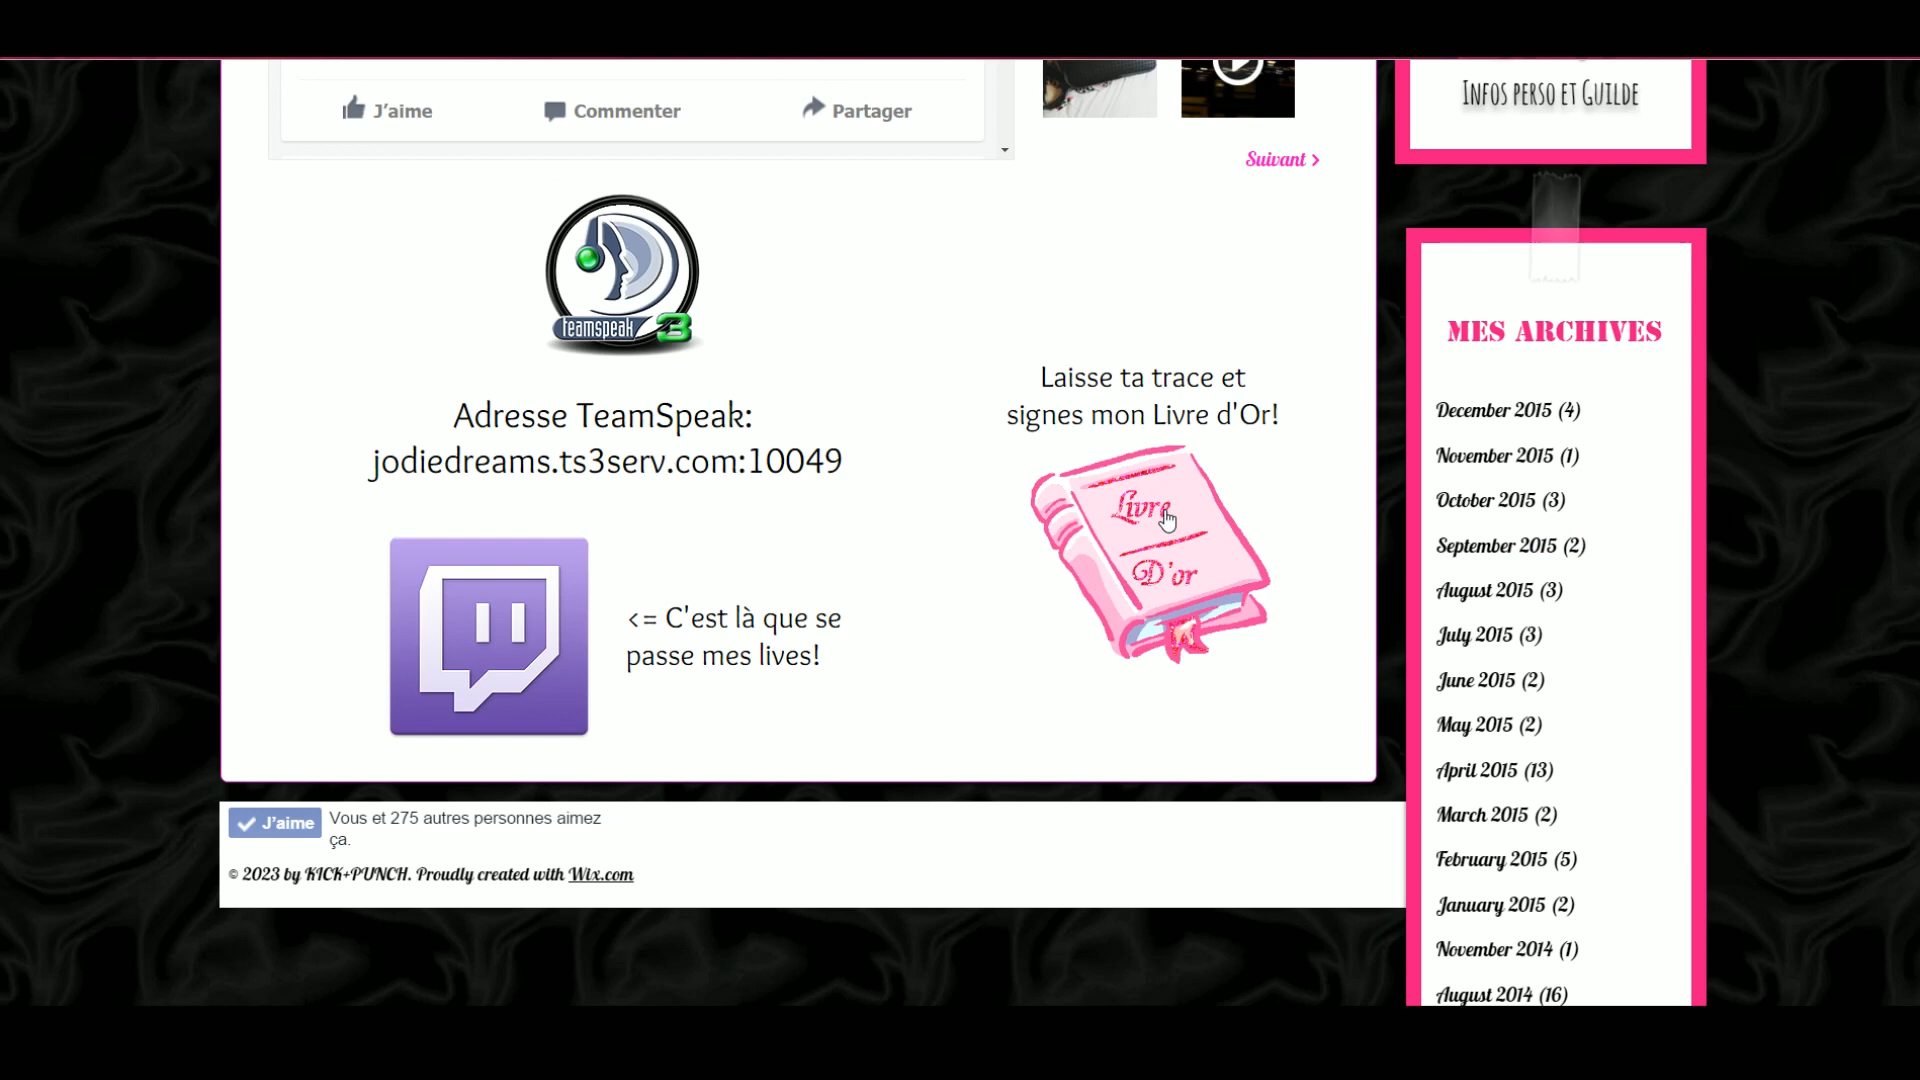 J'aime
Commenter
Partager
Suivant >
Infos perso et Guilde
teamspeak 3
Adresse TeamSpeak:
jodiedreams.ts3serv.com:10049
<= C'est là que se
passe mes lives!
Laisse ta trace et
signes mon Livre d'Or!
Livre
D'or
J'aime
Vous et 275 autres personnes aimez
ça.
© 2023 by KICK+PUNCH. Proudly created with Wix.com
MES ARCHIVES
December 2015 (4)
November 2015 (1)
October 2015 (3)
September 2015 (2)
August 2015 (3)
July 2015 (3)
June 2015 (2)
May 2015 (2)
April 2015 (13)
March 2015 (2)
February 2015 (5)
January 2015 (2)
November 2014 (1)
August 2014 (16)